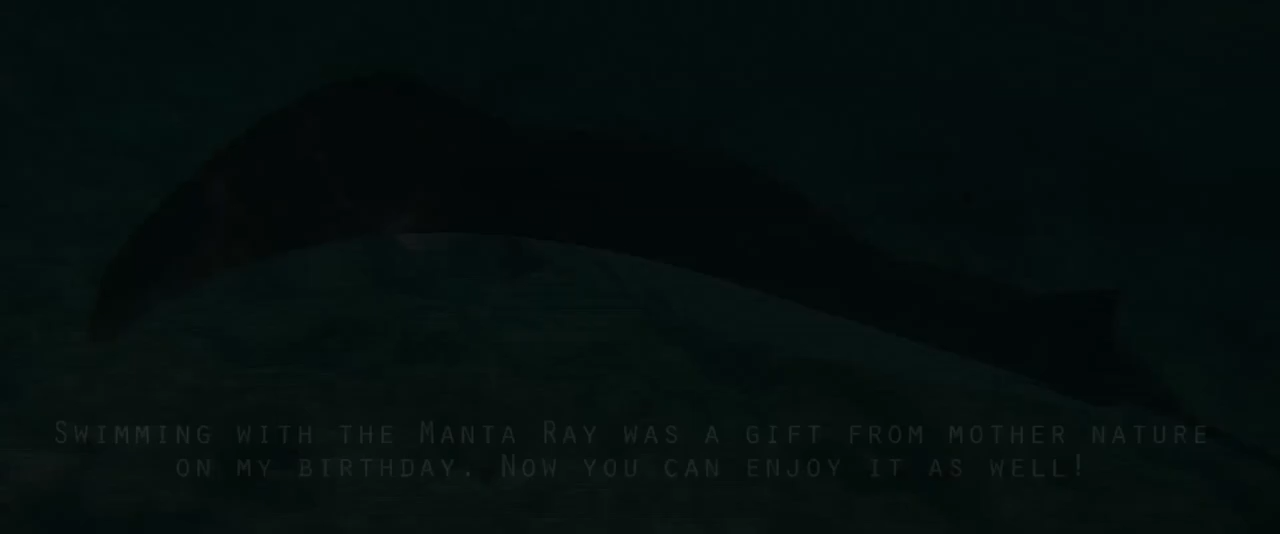 Swimming with the Manta Ray was a gift from mother nature
on my birthday. Now you can enjoy it as well!